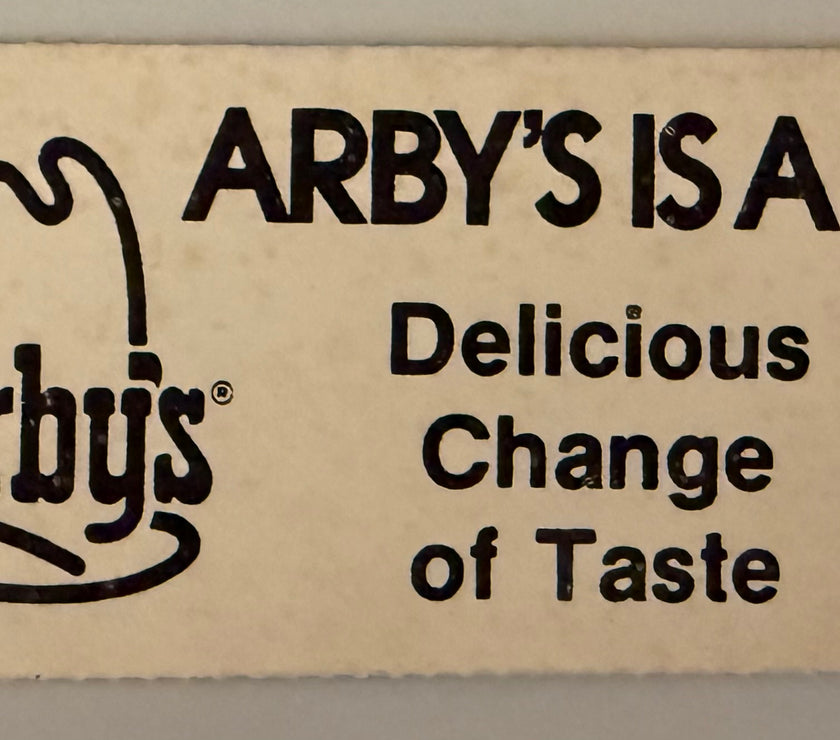 ARBY'S IS A
Delicious
Change
of Taste
rby's®